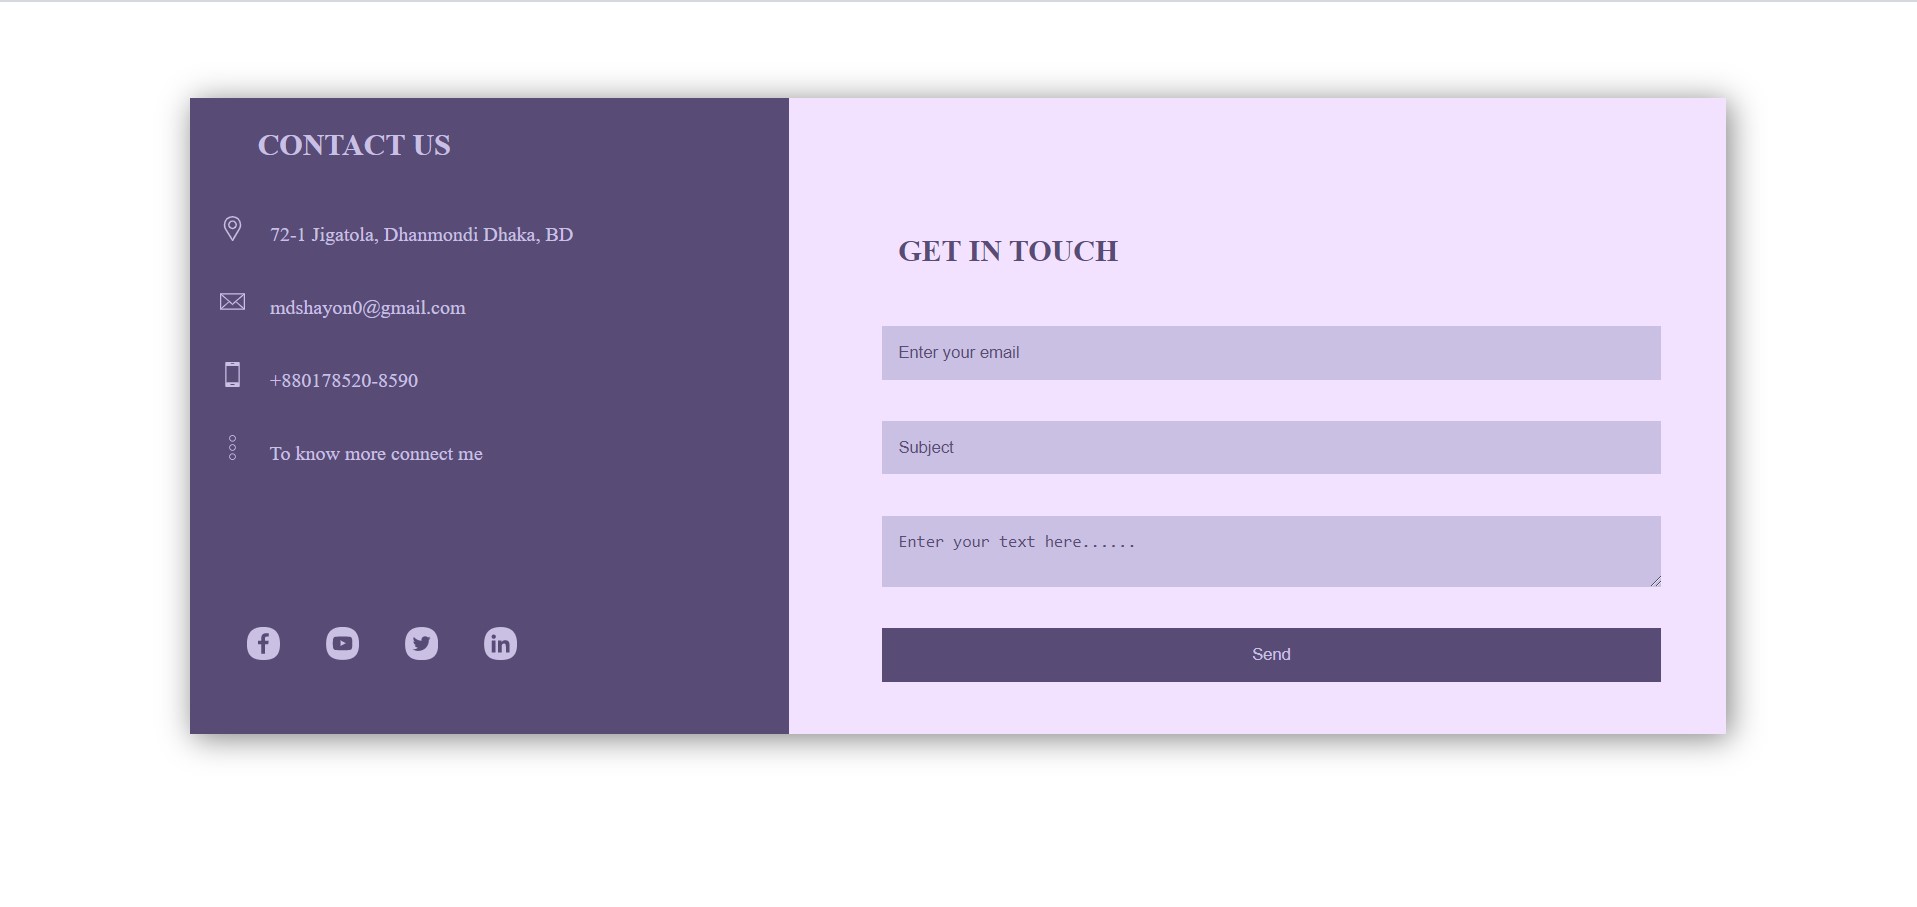 CONTACT US
72-1 Jigatola, Dhanmondi Dhaka, BD
mdshayon0@gmail.com
+880178520-8590
To know more connect me
GET IN TOUCH
Enter your email
Subject
Enter your text here......
Send